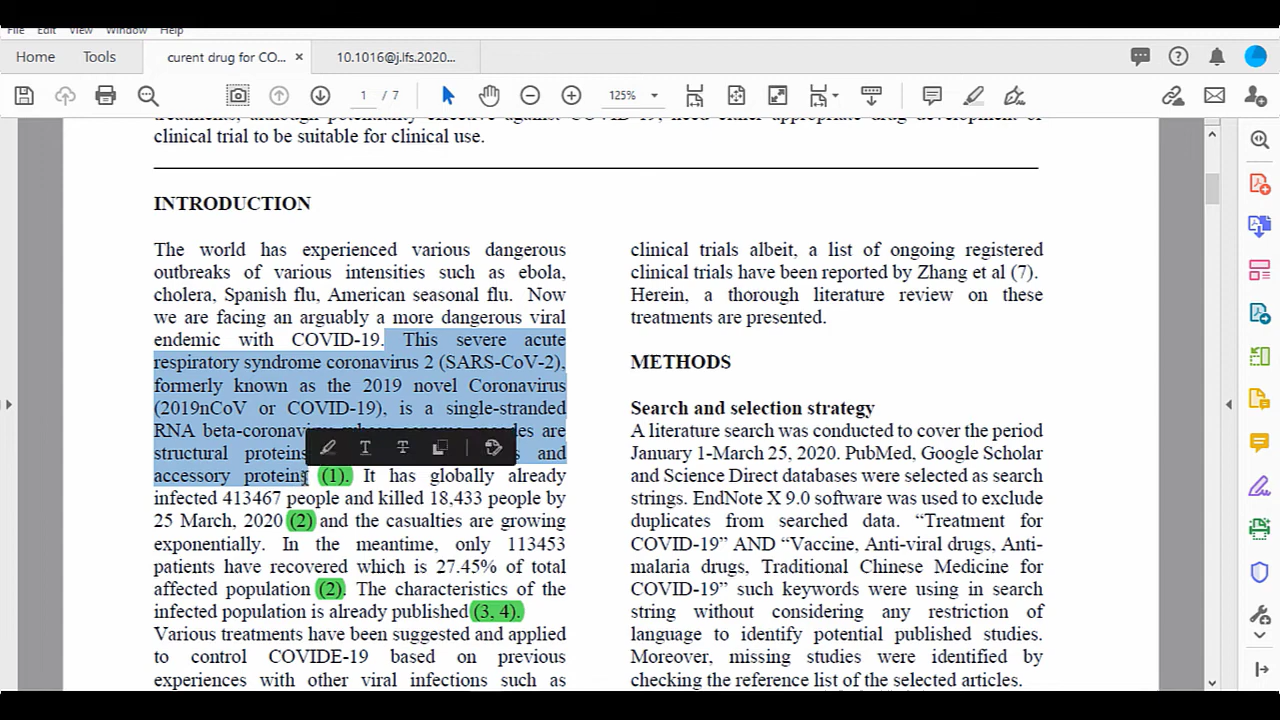 File Edit View Window Help
Home Tools curent drug for CO... × 10.1016@j.lfs.2020...
1 / 7 125%
clinical trial to be suitable for clinical use.
INTRODUCTION
The world has experienced various dangerous
outbreaks of various intensities such as ebola,
cholera, Spanish flu, American seasonal flu. Now
we are facing an arguably a more dangerous viral
endemic with COVID-19. This severe acute
respiratory syndrome coronavirus 2 (SARS-CoV-2),
formerly known as the 2019 novel Coronavirus
(2019nCoV or COVID-19), is a single-stranded
RNA beta-coronavirus whose genome encodes are
structural proteins and
accessory proteins (1). It has globally already
infected 413467 people and killed 18,433 people by
25 March, 2020 (2) and the casualties are growing
exponentially. In the meantime, only 113453
patients have recovered which is 27.45% of total
affected population (2). The characteristics of the
infected population is already published (3, 4).
Various treatments have been suggested and applied
to control COVIDE-19 based on previous
experiences with other viral infections such as
clinical trials albeit, a list of ongoing registered
clinical trials have been reported by Zhang et al (7).
Herein, a thorough literature review on these
treatments are presented.
METHODS
Search and selection strategy
A literature search was conducted to cover the period
January 1-March 25, 2020. PubMed, Google Scholar
and Science Direct databases were selected as search
strings. EndNote X 9.0 software was used to exclude
duplicates from searched data. “Treatment for
COVID-19” AND “Vaccine, Anti-viral drugs, Anti-
malaria drugs, Traditional Chinese Medicine for
COVID-19” such keywords were using in search
string without considering any restriction of
language to identify potential published studies.
Moreover, missing studies were identified by
checking the reference list of the selected articles.